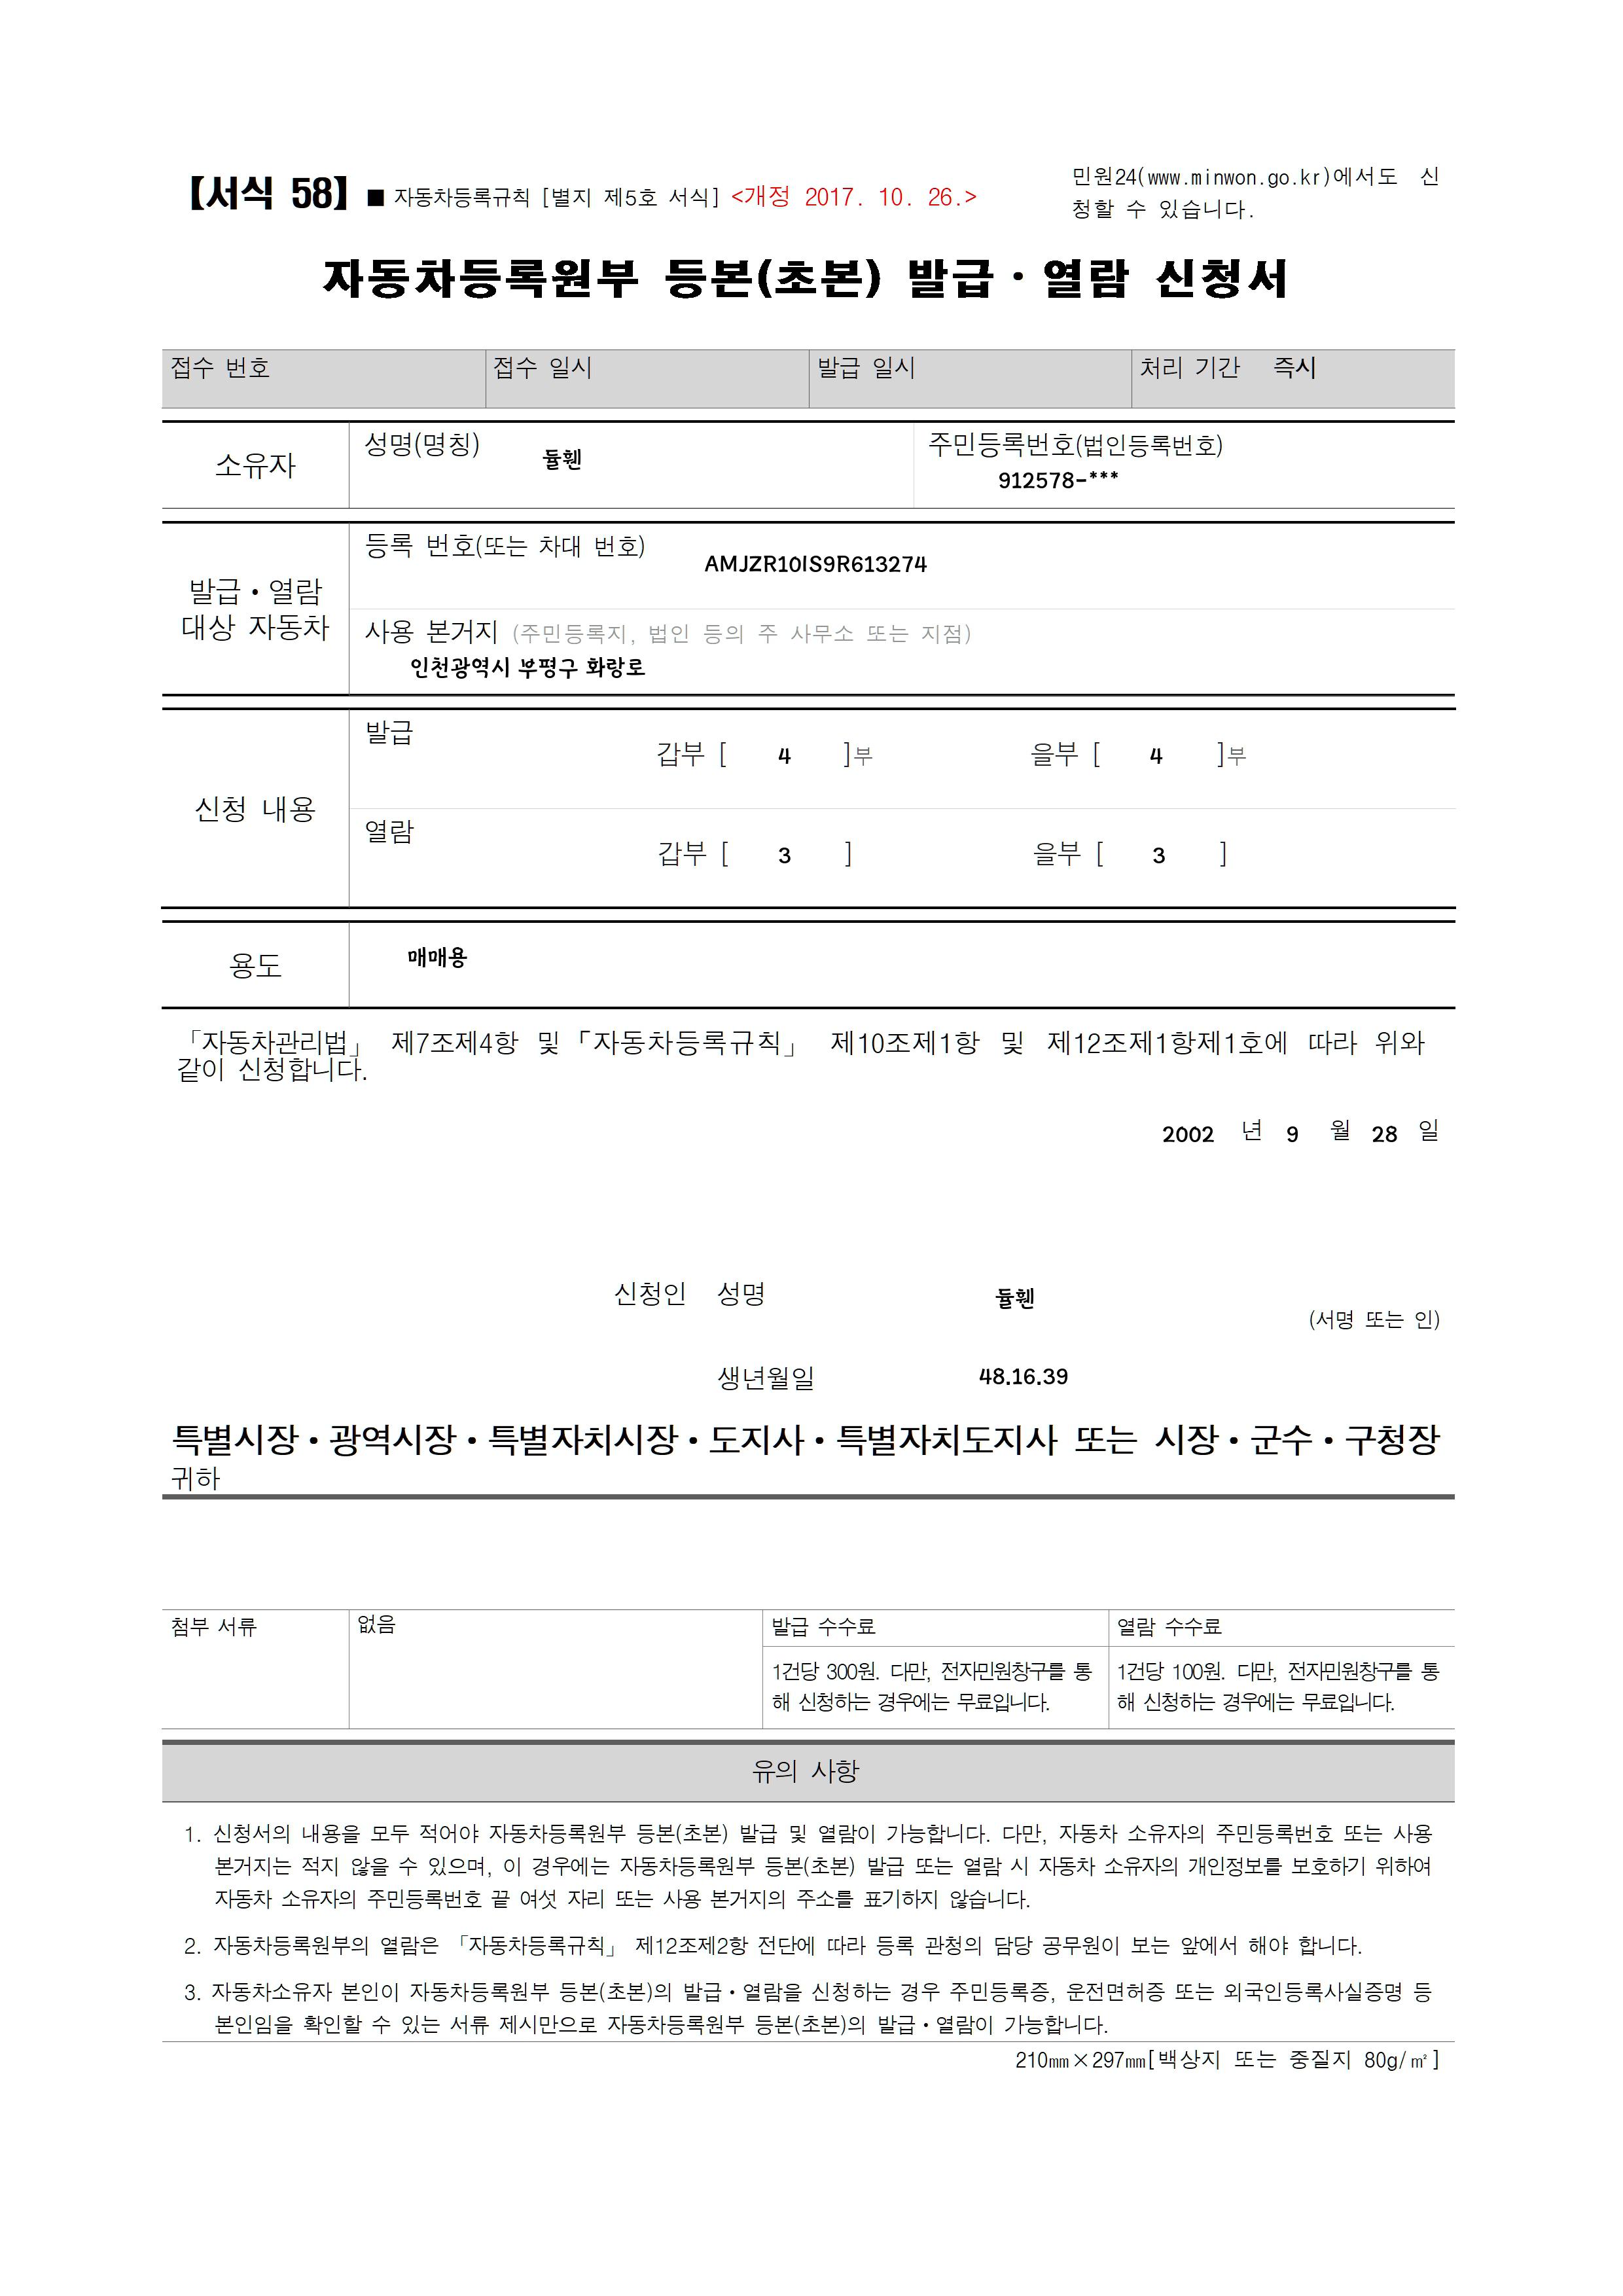 【서식 58】 ■ 자동차등록규칙 [별지 제5호 서식] <개정 2017. 10. 26.>
민원24(www.minwon.go.kr)에서도 신
청할 수 있습니다.
자동차등록원부 등본(초본) 발급·열람 신청서
접수 번호 접수 일시 발급 일시 처리 기간 즉시
소유자 성명(명칭) 듈휀 주민등록번호(법인등록번호)
912578-***
발급·열람 대상 자동차
등록 번호(또는 차대 번호) AMJZR10IS9R613274
사용 본거지 (주민등록지, 법인 등의 주 사무소 또는 지점)
인천광역시 부평구 화랑로
신청 내용
발급 갑부 [ 4 ]부 을부 [ 4 ]부
열람 갑부 [ 3 ] 을부 [ 3 ]
용도 매매용
「자동차관리법」 제7조제4항 및 「자동차등록규칙」 제10조제1항 및 제12조제1항제1호에 따라 위와
같이 신청합니다.
2002 년 9 월 28 일
신청인 성명 듈휀
(서명 또는 인)
생년월일 48.16.39
특별시장·광역시장·특별자치시장·도지사·특별자치도지사 또는 시장·군수·구청장
귀하
첨부 서류 없음 발급 수수료 열람 수수료
1건당 300원. 다만, 전자민원창구를 통
해 신청하는 경우에는 무료입니다.
1건당 100원. 다만, 전자민원창구를 통
해 신청하는 경우에는 무료입니다.
유의 사항
1. 신청서의 내용을 모두 적어야 자동차등록원부 등본(초본) 발급 및 열람이 가능합니다. 다만, 자동차 소유자의 주민등록번호 또는 사용
본거지는 적지 않을 수 있으며, 이 경우에는 자동차등록원부 등본(초본) 발급 또는 열람 시 자동차 소유자의 개인정보를 보호하기 위하여
자동차 소유자의 주민등록번호 끝 여섯 자리 또는 사용 본거지의 주소를 표기하지 않습니다.
2. 자동차등록원부의 열람은 「자동차등록규칙」 제12조제2항 전단에 따라 등록 관청의 담당 공무원이 보는 앞에서 해야 합니다.
3. 자동차소유자 본인이 자동차등록원부 등본(초본)의 발급·열람을 신청하는 경우 주민등록증, 운전면허증 또는 외국인등록사실증명 등
본인임을 확인할 수 있는 서류 제시만으로 자동차등록원부 등본(초본)의 발급·열람이 가능합니다.
210㎜×297㎜[백상지 또는 중질지 80g/㎡]